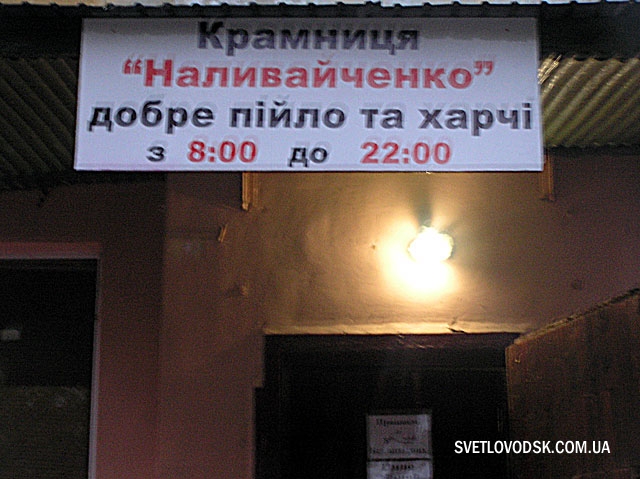 Крамниця
“Наливайченко”
добре пійло та харчі
з 8:00 до 22:00
SVETLOVODSK.COM.UA